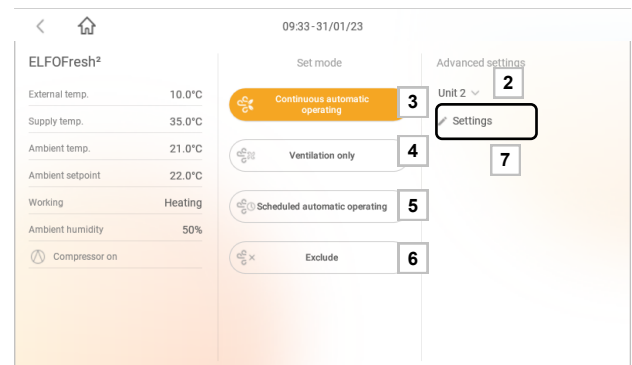 09:33-31/01/23
ELFOFresh²
External temp. 10.0°C
Supply temp. 35.0°C
Ambient temp. 21.0°C
Ambient setpoint 22.0°C
Working Heating
Ambient humidity 50%
Compressor on
Set mode
Continuous automatic
operating
3
Ventilation only
4
Scheduled automatic operating
5
Exclude
6
Advanced settings
Unit 2
2
Settings
7